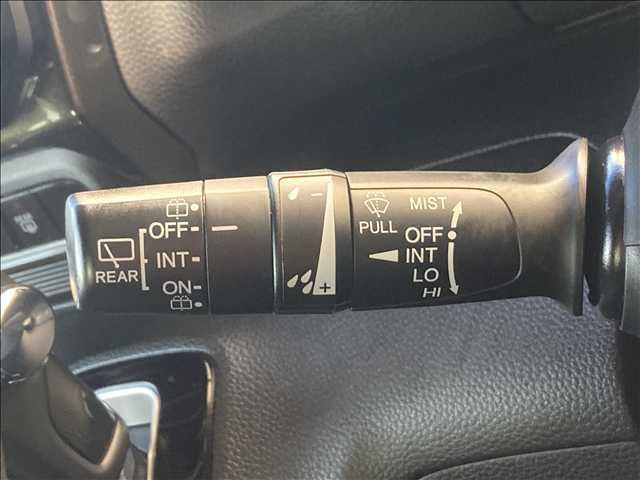 OFF
INT
ON
REAR
-
+
PULL
MIST
OFF
INT
LO
HI